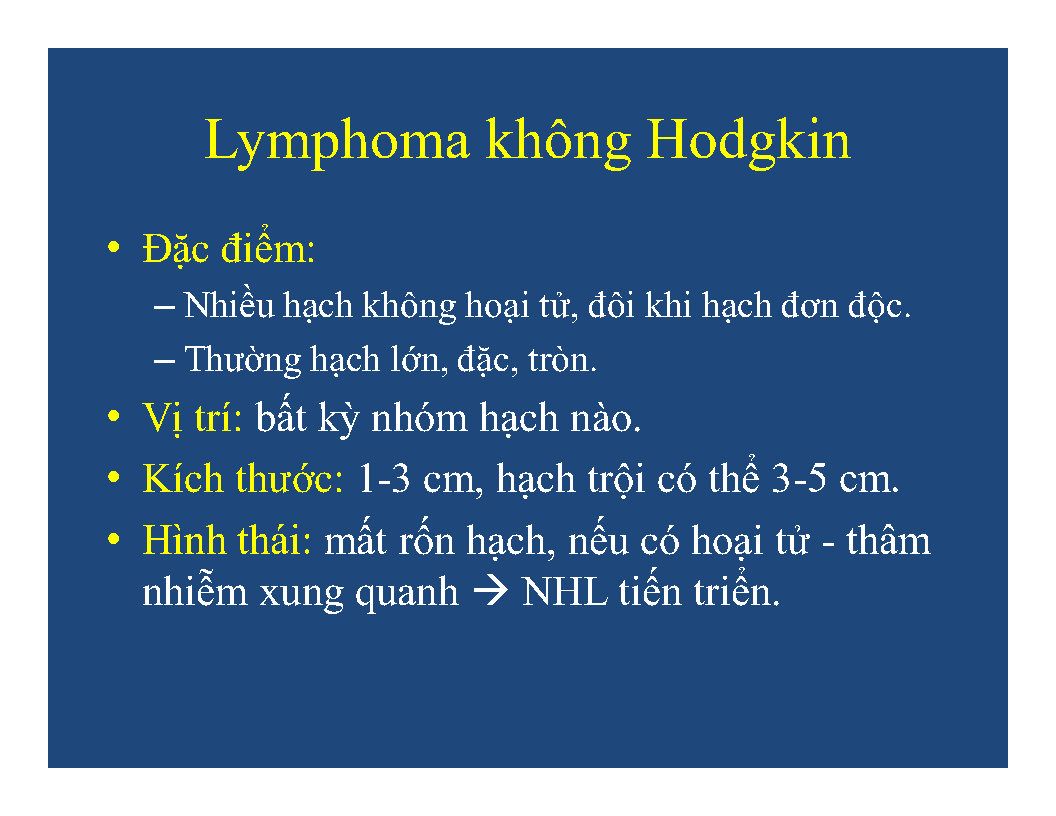 Lymphoma không Hodgkin
• Đặc điểm:
– Nhiều hạch không hoại tử, đôi khi hạch đơn độc.
– Thường hạch lớn, đặc, tròn.
• Vị trí: bất kỳ nhóm hạch nào.
• Kích thước: 1-3 cm, hạch trội có thể 3-5 cm.
• Hình thái: mất rốn hạch, nếu có hoại tử - thâm
nhiễm xung quanh → NHL tiến triển.